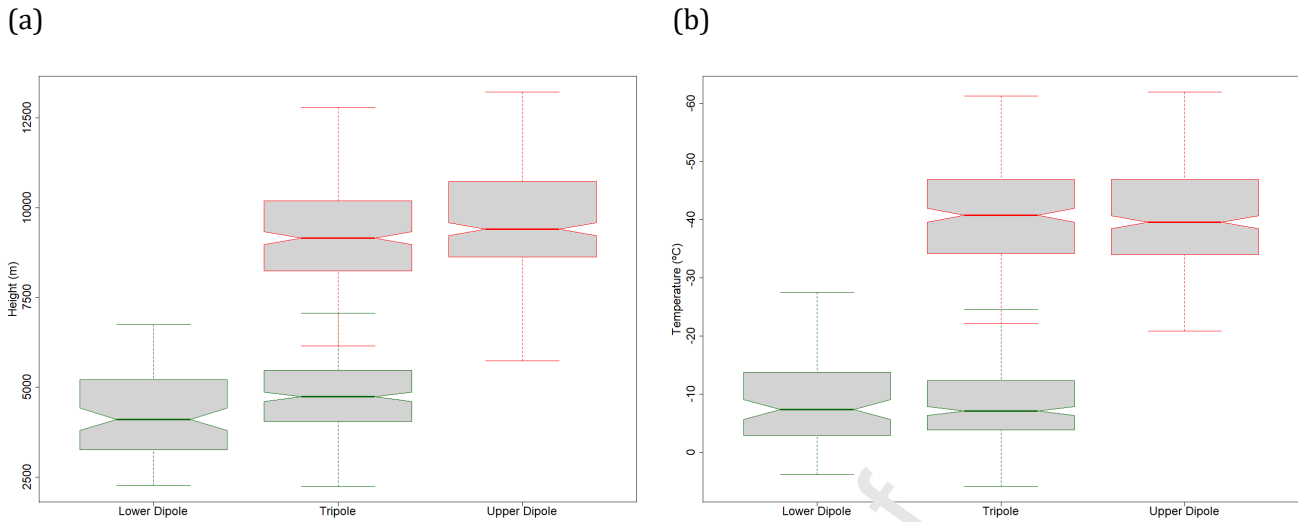 (a)
12500
10000
7500
5000
2500
Height (m)
Lower Dipole Tripole Upper Dipole
(b)
-60
-50
-40
-30
-20
-10
0
Temperature (ºC)
Lower Dipole Tripole Upper Dipole
f